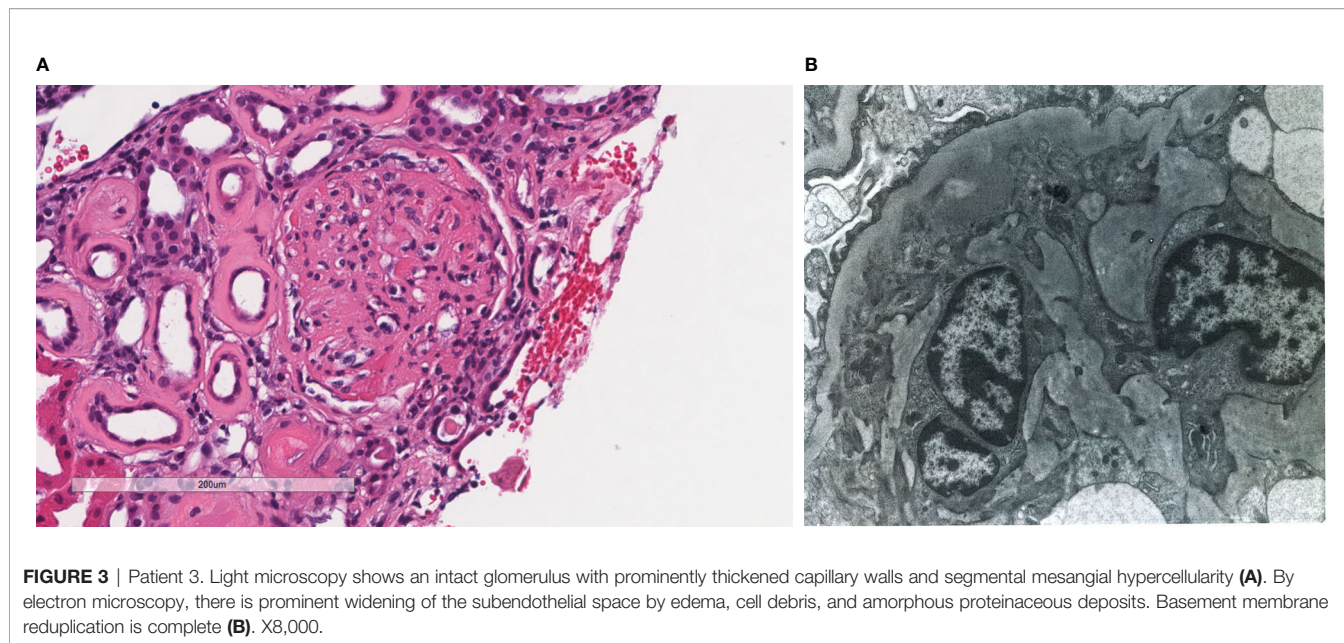 A
B
200um
FIGURE 3 | Patient 3. Light microscopy shows an intact glomerulus with prominently thickened capillary walls and segmental mesangial hypercellularity (A). By
electron microscopy, there is prominent widening of the subendothelial space by edema, cell debris, and amorphous proteinaceous deposits. Basement membrane
reduplication is complete (B). X8,000.